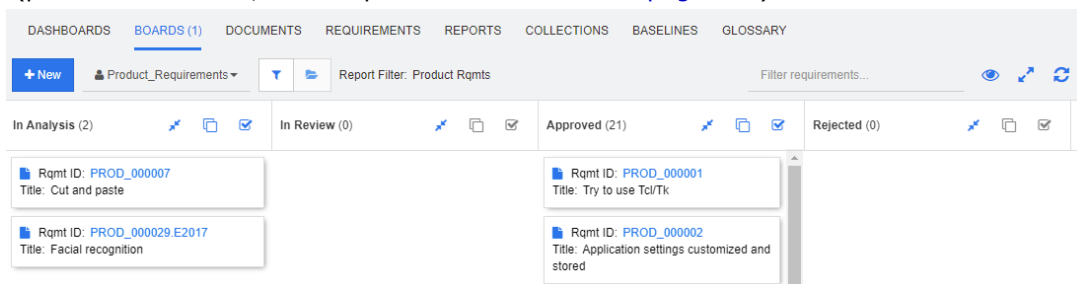 DASHBOARDS BOARDS (1) DOCUMENTS REQUIREMENTS REPORTS COLLECTIONS BASELINES GLOSSARY
+ New Product_Requirements Report Filter: Product Rqmts Filter requirements...
In Analysis (2) In Review (0) Approved (21) Rejected (0)
Rqmt ID: PROD_000007
Title: Cut and paste
Rqmt ID: PROD_000029.E2017
Title: Facial recognition
Rqmt ID: PROD_000001
Title: Try to use Tcl/Tk
Rqmt ID: PROD_000002
Title: Application settings customized and
stored